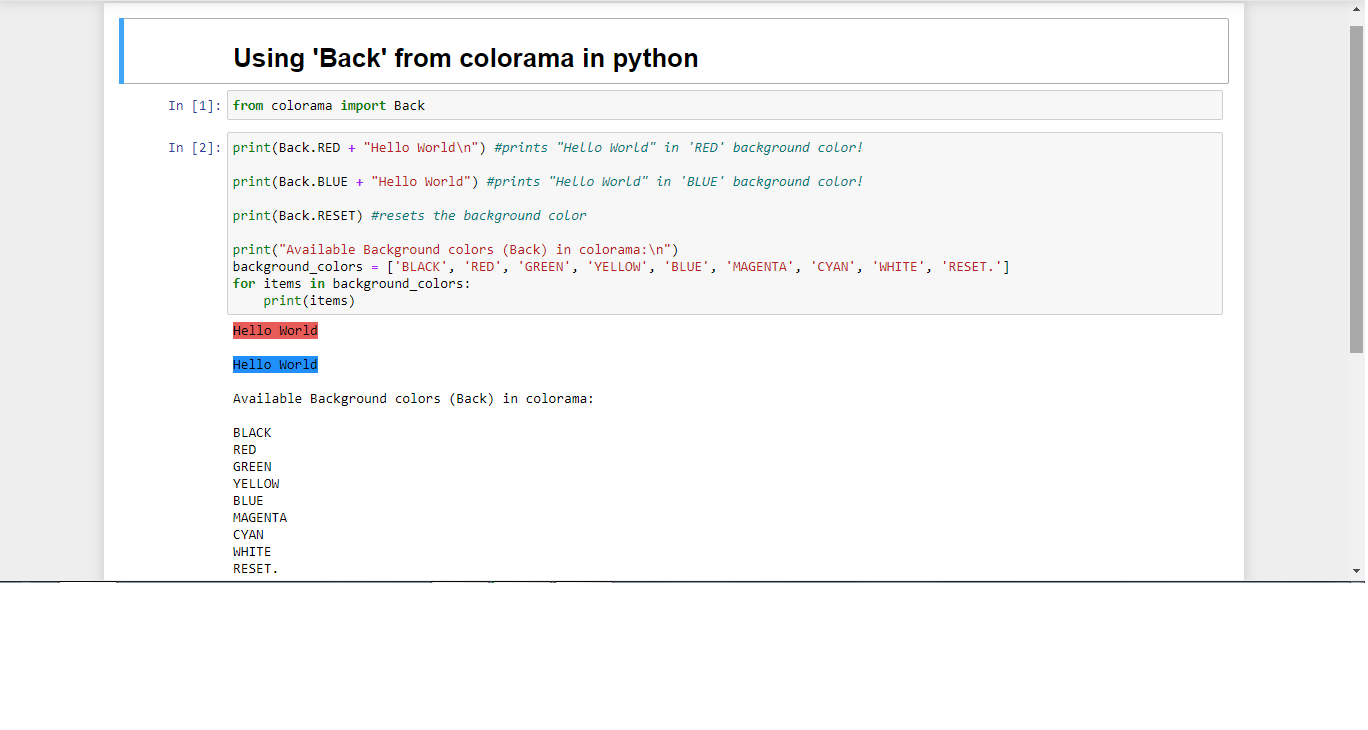 Using 'Back' from colorama in python
In [1]: from colorama import Back
In [2]: print(Back.RED + "Hello World\n") #prints "Hello World" in 'RED' background color!
print(Back.BLUE + "Hello World") #prints "Hello World" in 'BLUE' background color!
print(Back.RESET) #resets the background color
print("Available Background colors (Back) in colorama:\n")
background_colors = ['BLACK', 'RED', 'GREEN', 'YELLOW', 'BLUE', 'MAGENTA', 'CYAN', 'WHITE', 'RESET.']
for items in background_colors:
    print(items)
Hello World
Hello World
Available Background colors (Back) in colorama:
BLACK
RED
GREEN
YELLOW
BLUE
MAGENTA
CYAN
WHITE
RESET.